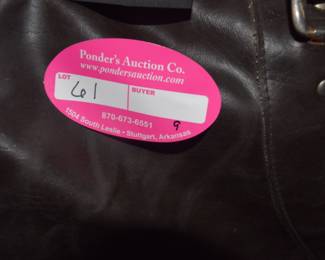 Ponder's Auction Co.
www.pondersauction.com
LOT BUYER
61
870-673-6551
9
1504 South Leslie • Stuttgart, Arkansas